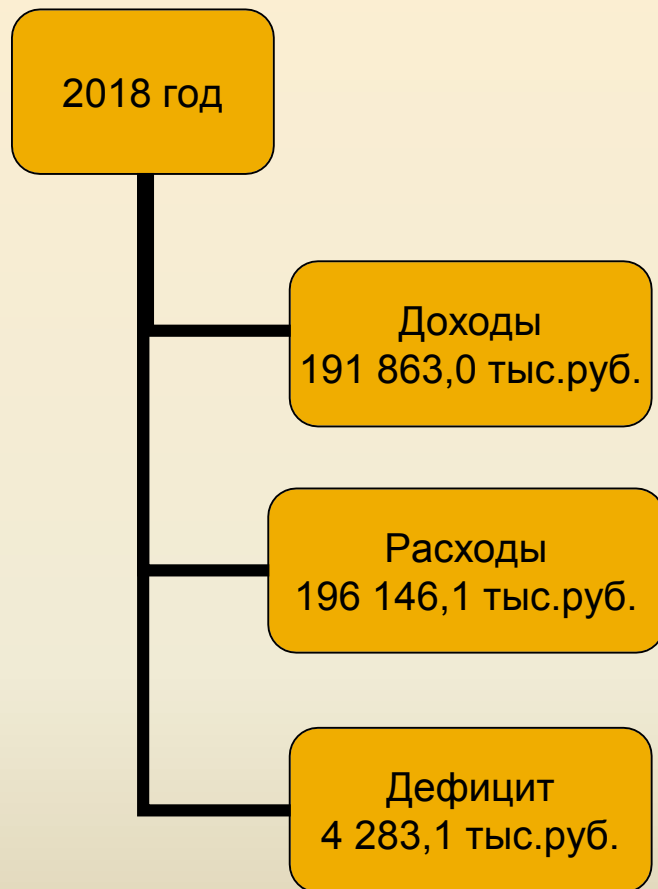 2018 год
Доходы
191 863,0 тыс.руб.
Расходы
196 146,1 тыс.руб.
Дефицит
4 283,1 тыс.руб.